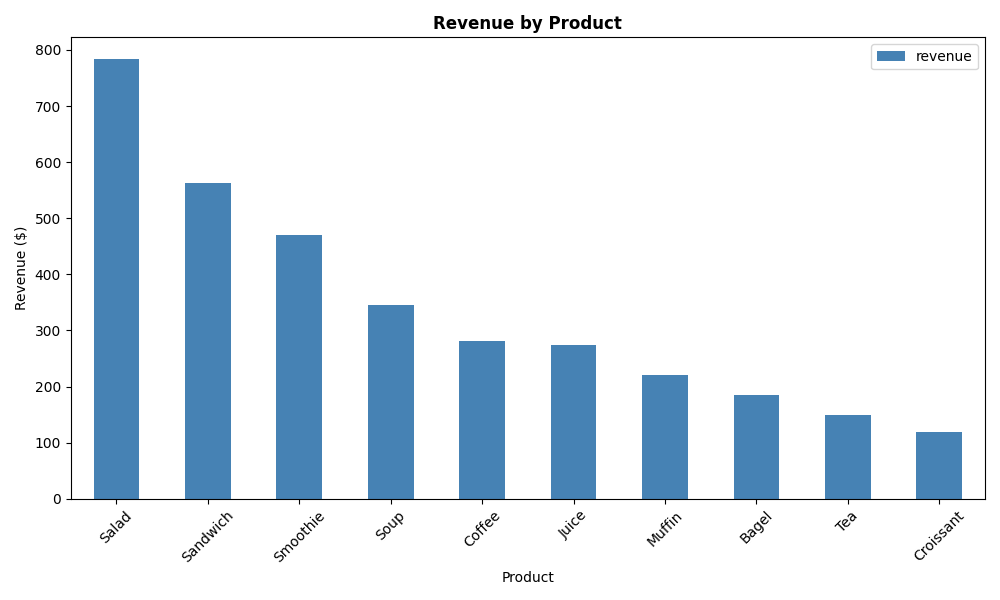 Revenue by Product
revenue
Revenue ($)
800
700
600
500
400
300
200
100
0
Salad
Sandwich
Smoothie
Soup
Coffee
Juice
Muffin
Bagel
Tea
Croissant
Product